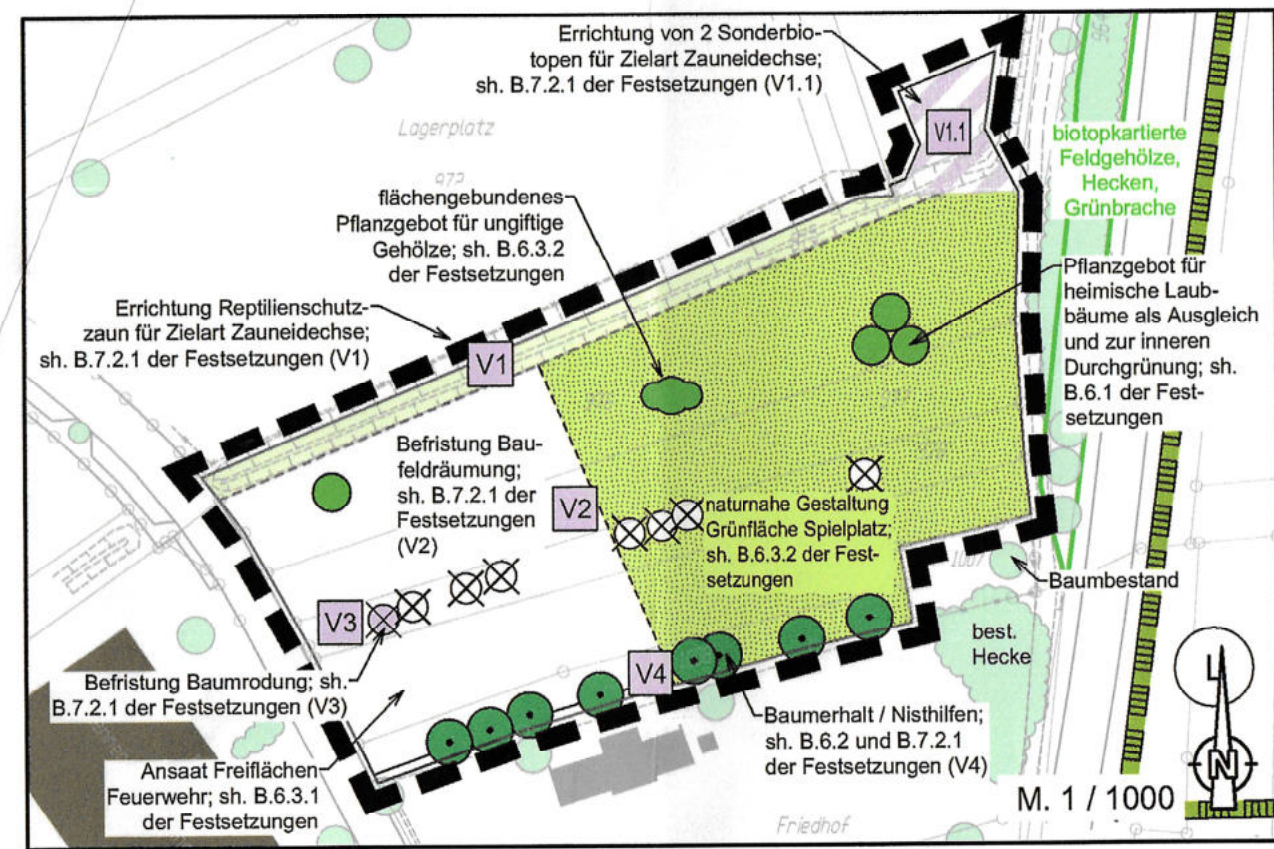 Errichtung von 2 Sonderbio-
topen für Zielart Zauneidechse;
sh. B.7.2.1 der Festsetzungen (V1.1)
Lagerplatz
V1.1
biotopkartierte
Feldgehölze,
Hecken,
Grünbrache
flächengebundenes
Pflanzgebot für ungiftige
Gehölze; sh. B.6.3.2
der Festsetzungen
Pflanzgebot für
heimische Laub-
bäume als Ausgleich
und zur inneren
Durchgrünung; sh.
B.6.1 der Fest-
setzungen
Errichtung Reptilienschutz-
zaun für Zielart Zauneidechse;
sh. B.7.2.1 der Festsetzungen (V1)
V1
Befristung Bau-
feldräumung;
sh. B.7.2.1 der
Festsetzungen
(V2)
V2
naturnahe Gestaltung
Grünfläche Spielplatz;
sh. B.6.3.2 der Fest-
setzungen
Baumbestand
best.
Hecke
V3
V4
Befristung Baumrodung; sh.
B.7.2.1 der Festsetzungen (V3)
Baumerhalt / Nisthilfen;
sh. B.6.2 und B.7.2.1
der Festsetzungen (V4)
Ansaat Freiflächen
Feuerwehr; sh. B.6.3.1
der Festsetzungen
Friedhof
M. 1 / 1000
N